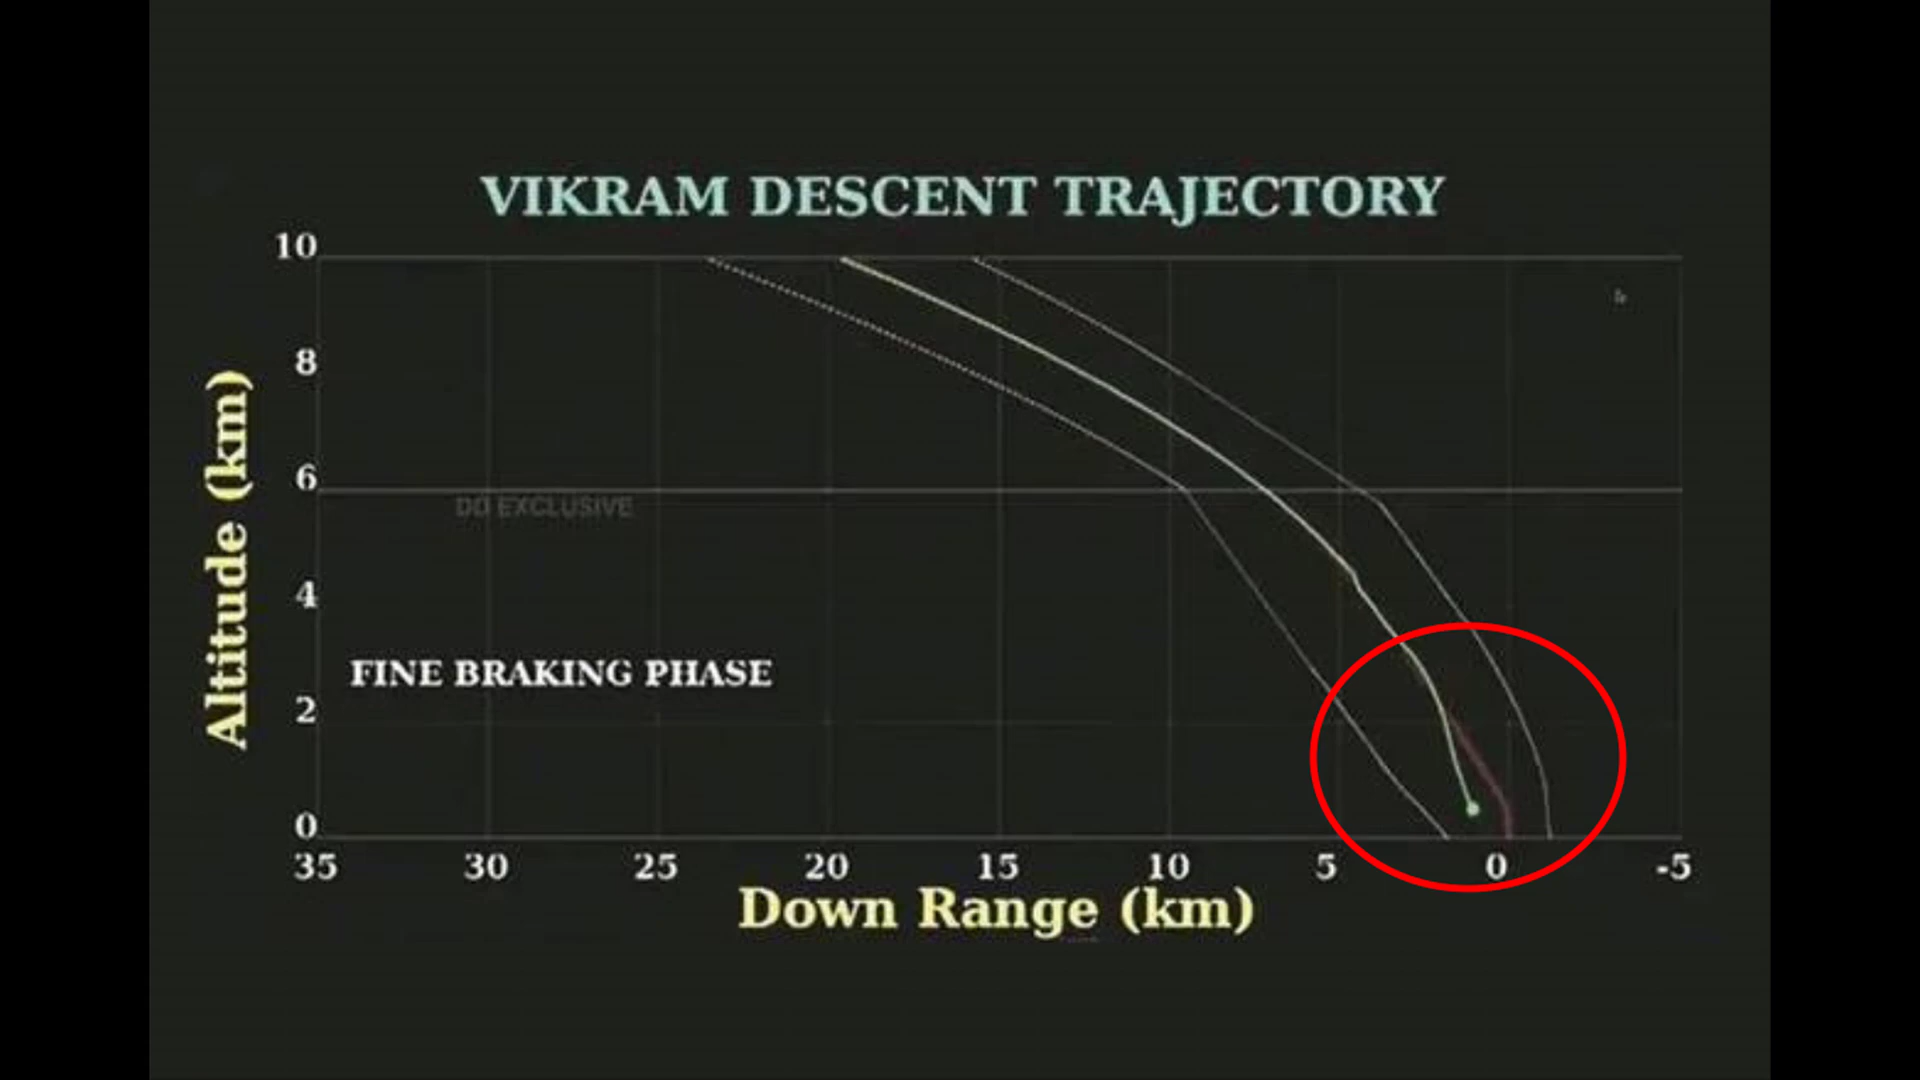 VIKRAM DESCENT TRAJECTORY
10
8
6
4
2
0
Altitude (km)
DD EXCLUSIVE
FINE BRAKING PHASE
35 30 25 20 15 10 5 0 -5
Down Range (km)